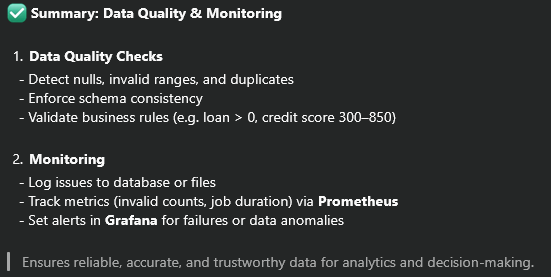 ✅ Summary: Data Quality & Monitoring
1. Data Quality Checks
- Detect nulls, invalid ranges, and duplicates
- Enforce schema consistency
- Validate business rules (e.g. loan > 0, credit score 300–850)
2. Monitoring
- Log issues to database or files
- Track metrics (invalid counts, job duration) via Prometheus
- Set alerts in Grafana for failures or data anomalies
Ensures reliable, accurate, and trustworthy data for analytics and decision-making.